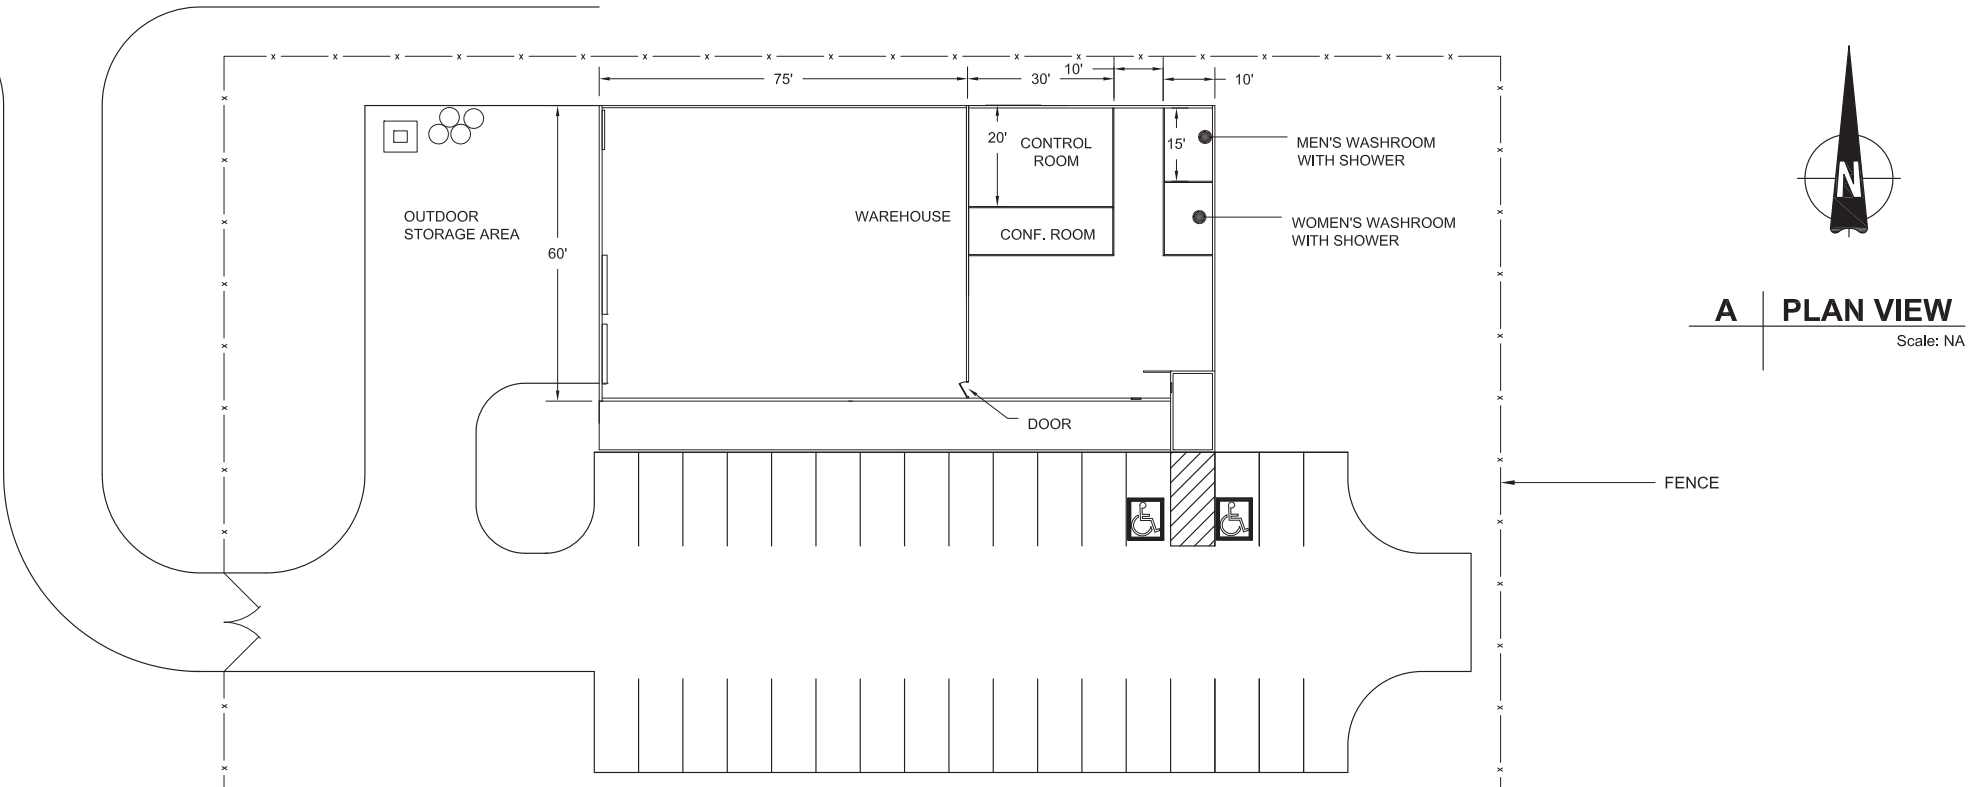 75'
30'
10'
10'
20'
CONTROL
ROOM
15'
MEN'S WASHROOM
WITH SHOWER
OUTDOOR
STORAGE AREA
WAREHOUSE
CONF. ROOM
WOMEN'S WASHROOM
WITH SHOWER
60'
DOOR
FENCE
N
A PLAN VIEW
Scale: NA